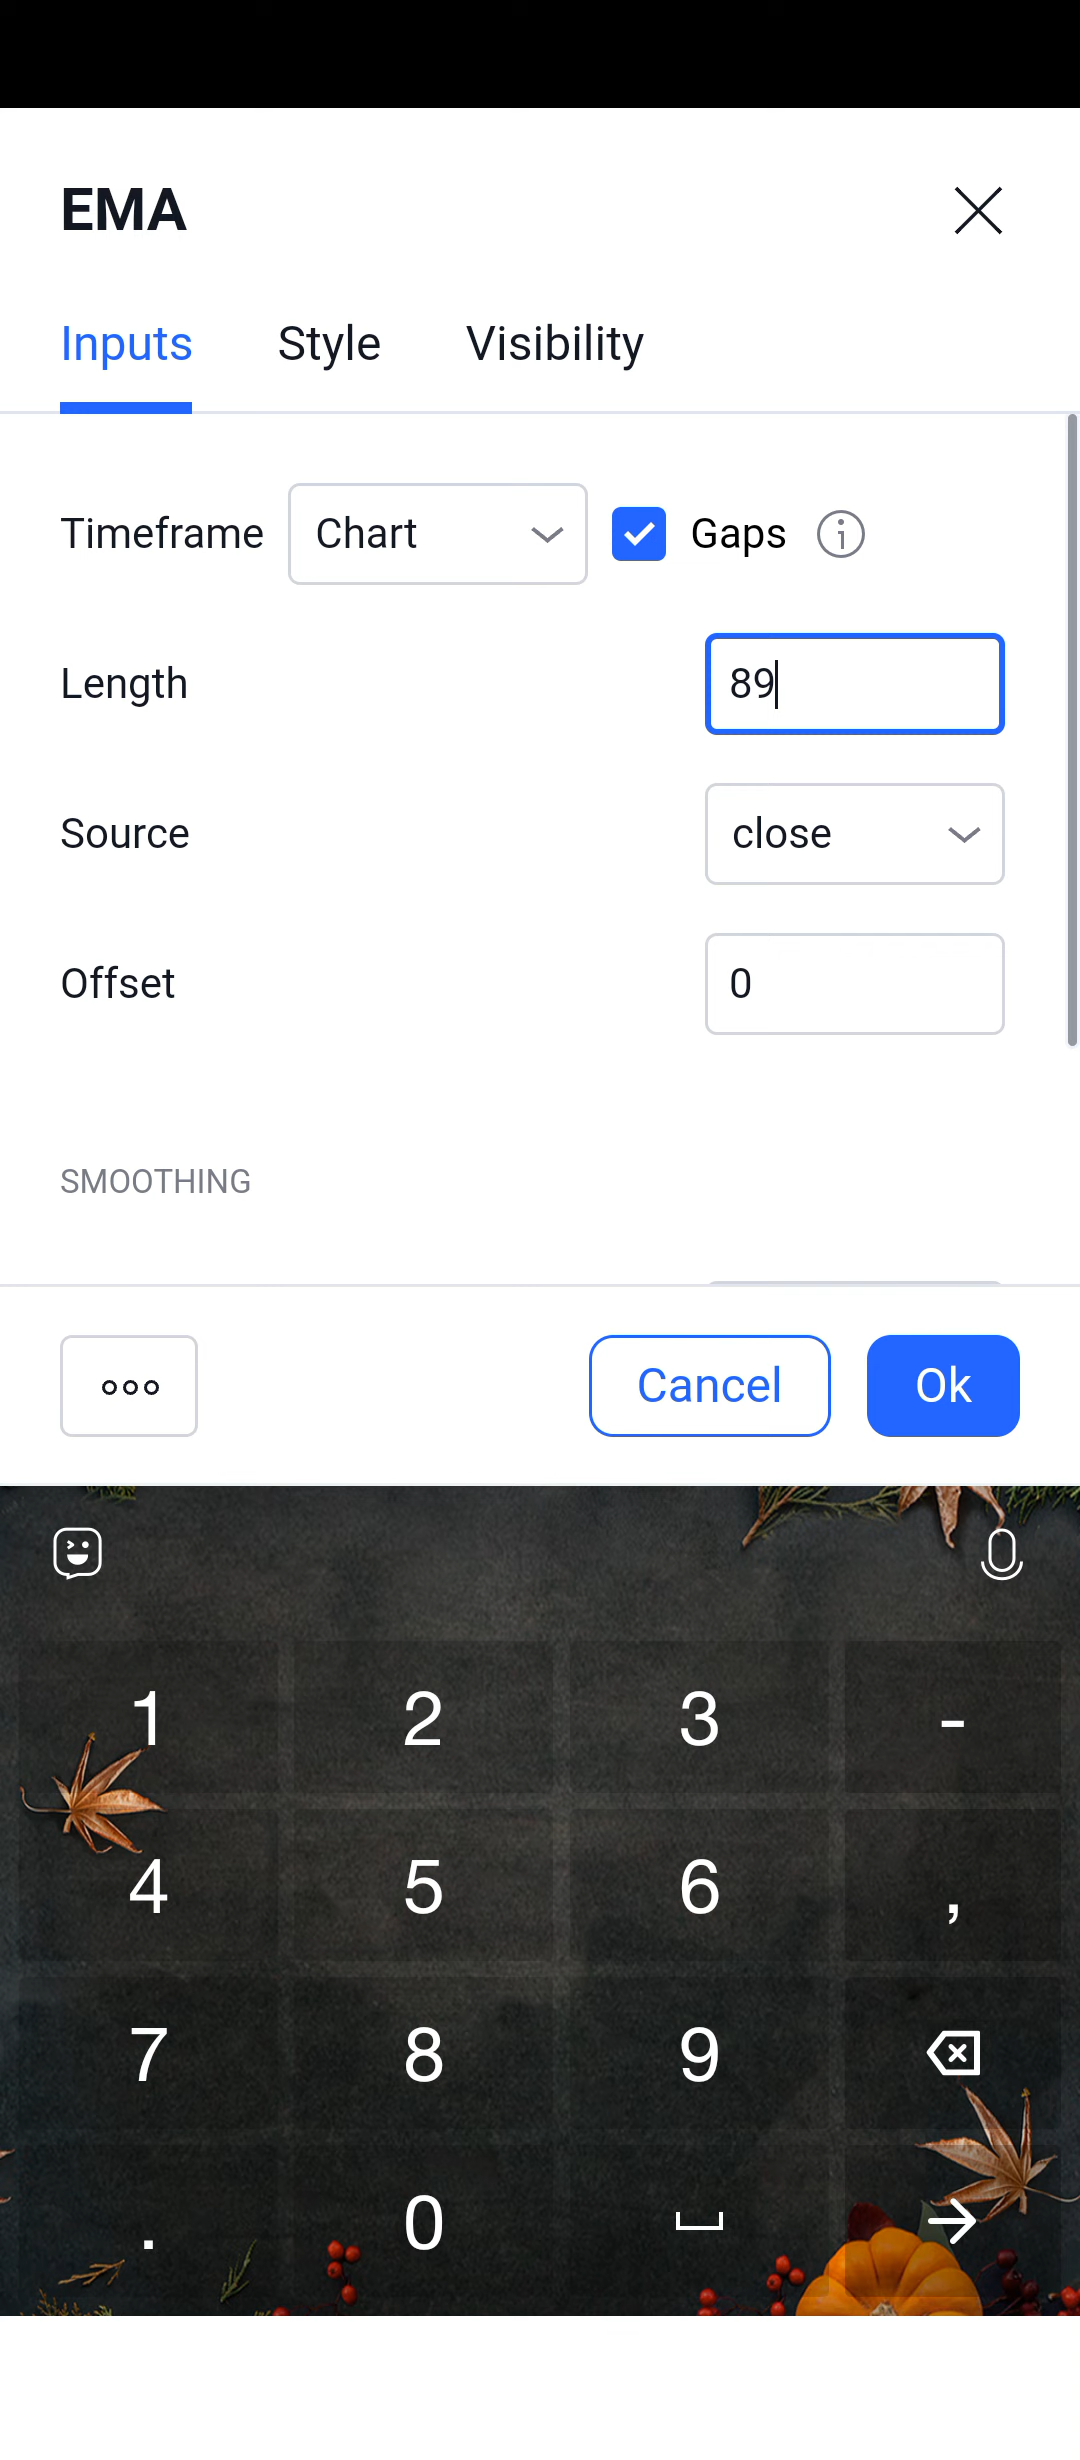 EMA
Inputs Style Visibility
Timeframe Chart Gaps
Length 89
Source close
Offset 0
SMOOTHING
Cancel Ok
1 2 3 -
4 5 6 ,
7 8 9
. 0